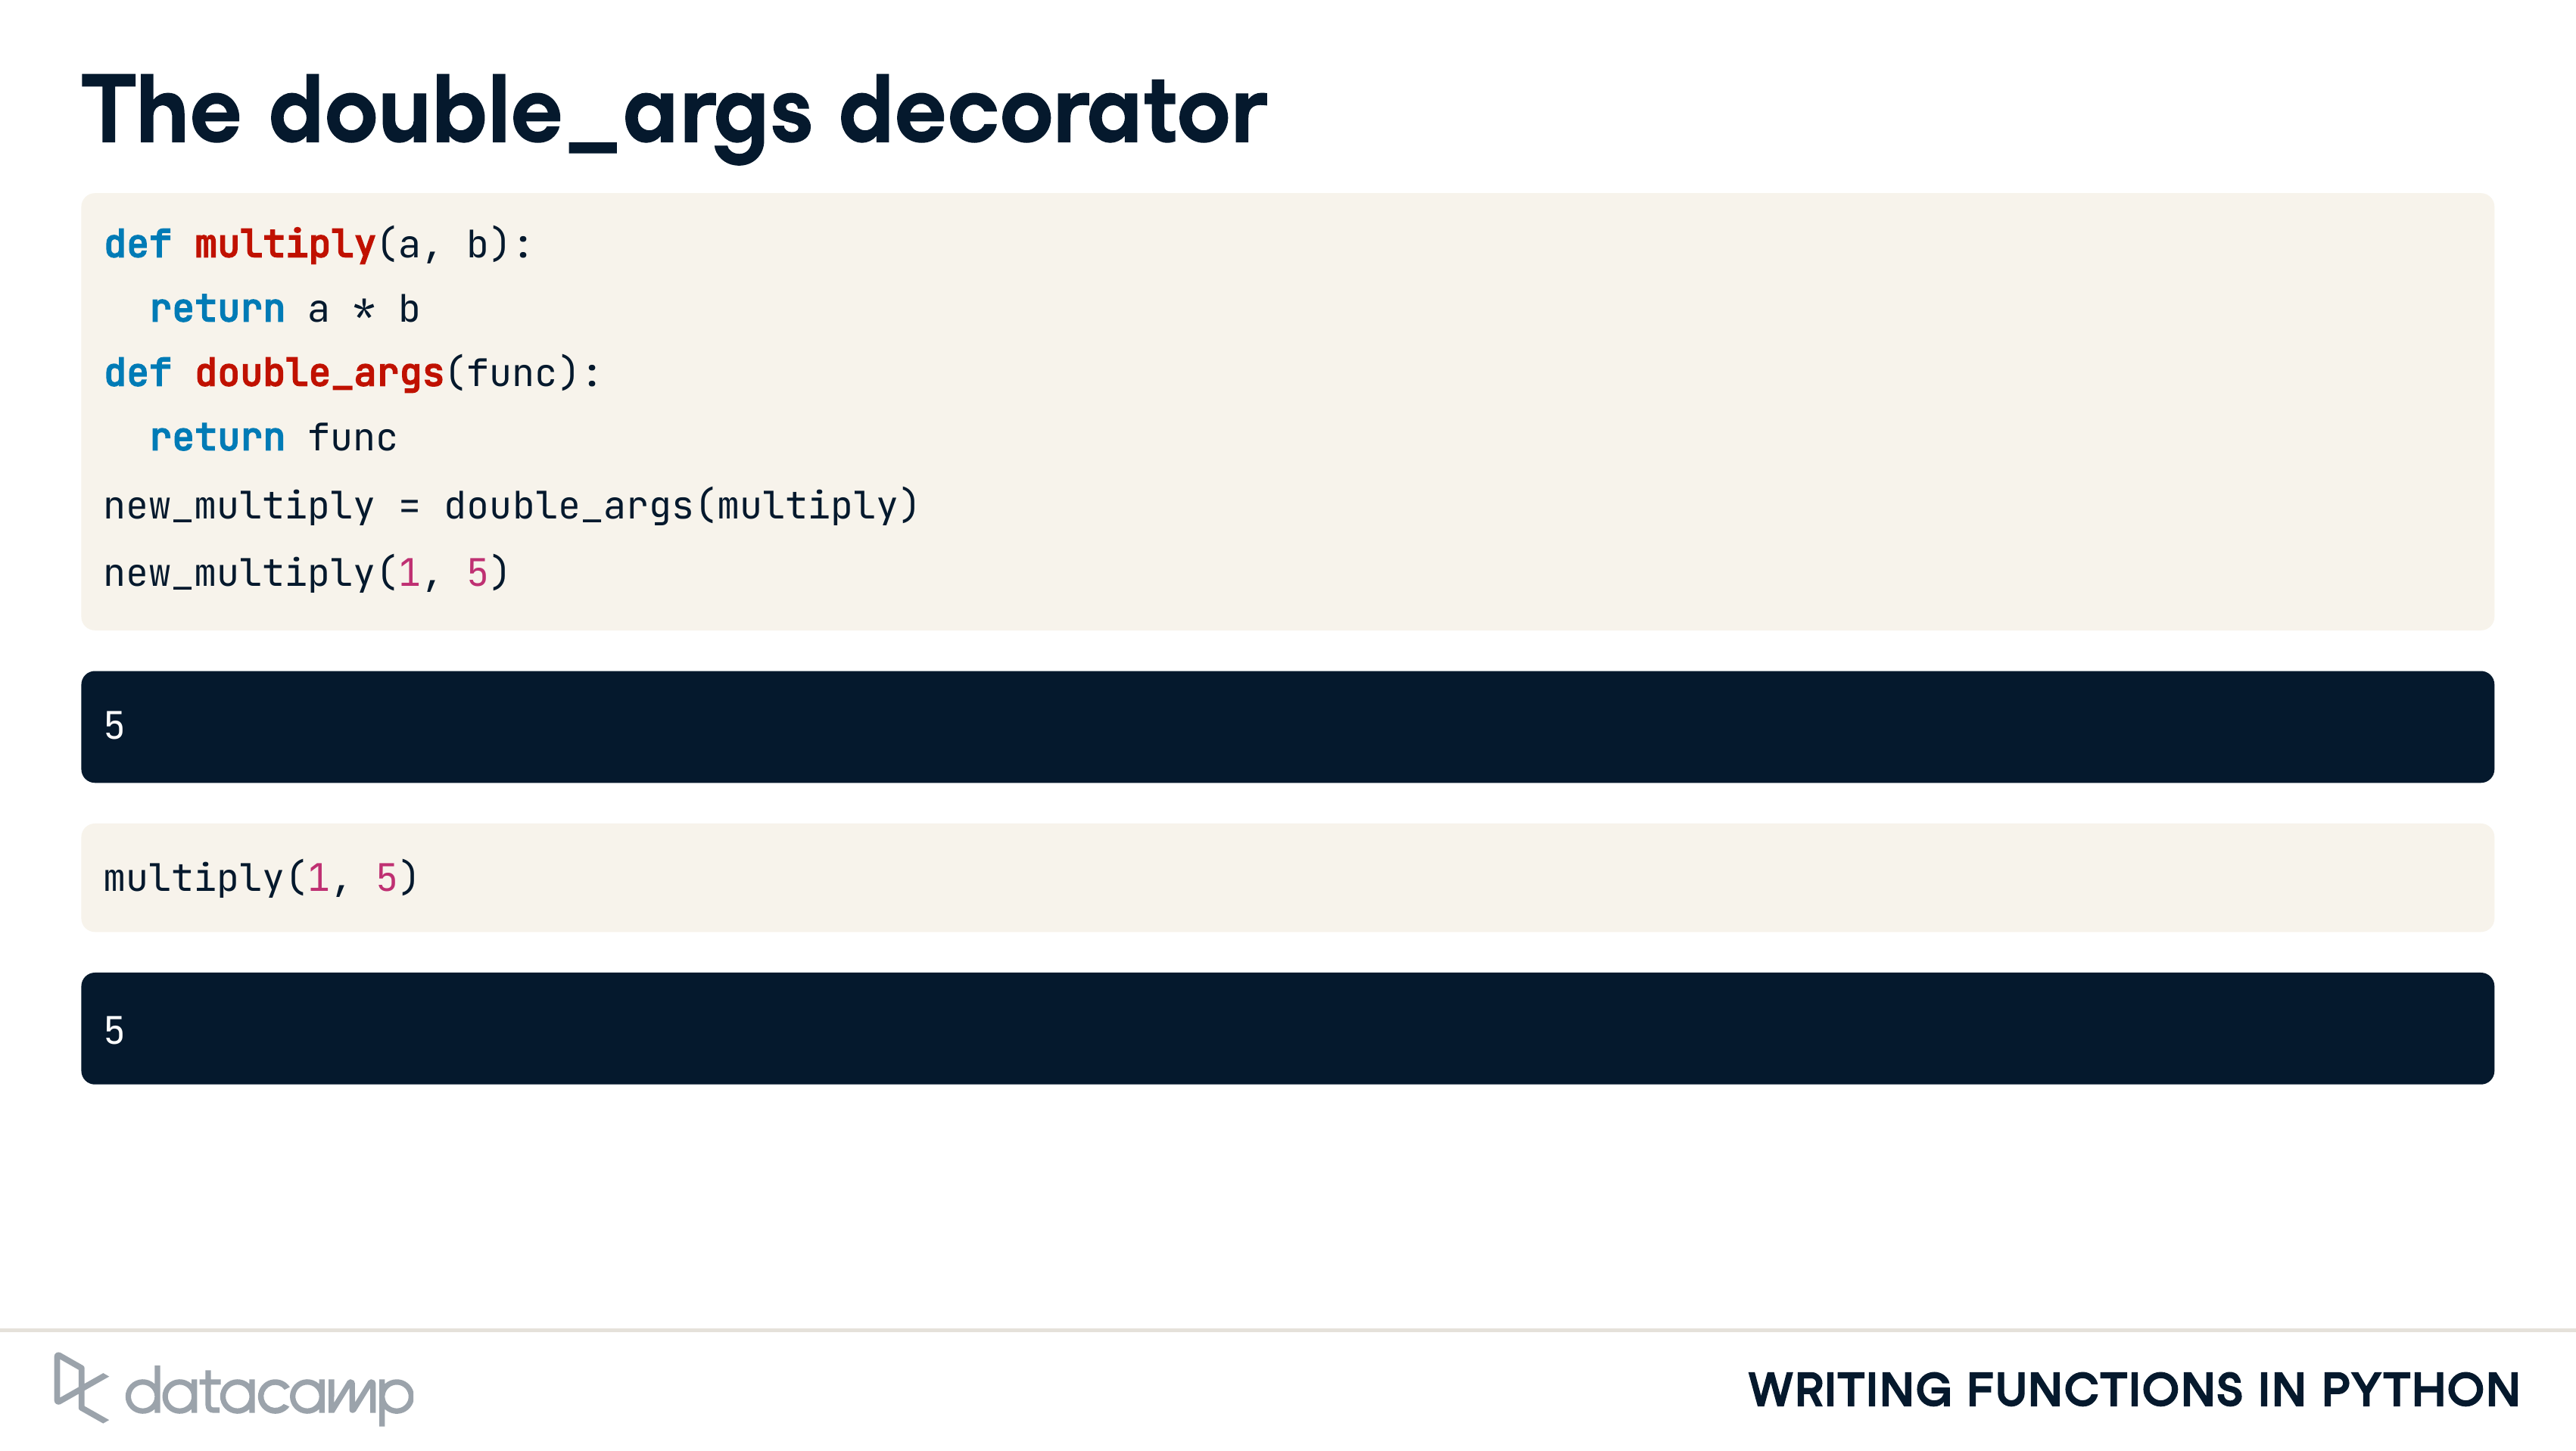 The double_args decorator
def multiply(a, b):
  return a * b
def double_args(func):
  return func
new_multiply = double_args(multiply)
new_multiply(1, 5)
5
multiply(1, 5)
5
datacamp
WRITING FUNCTIONS IN PYTHON